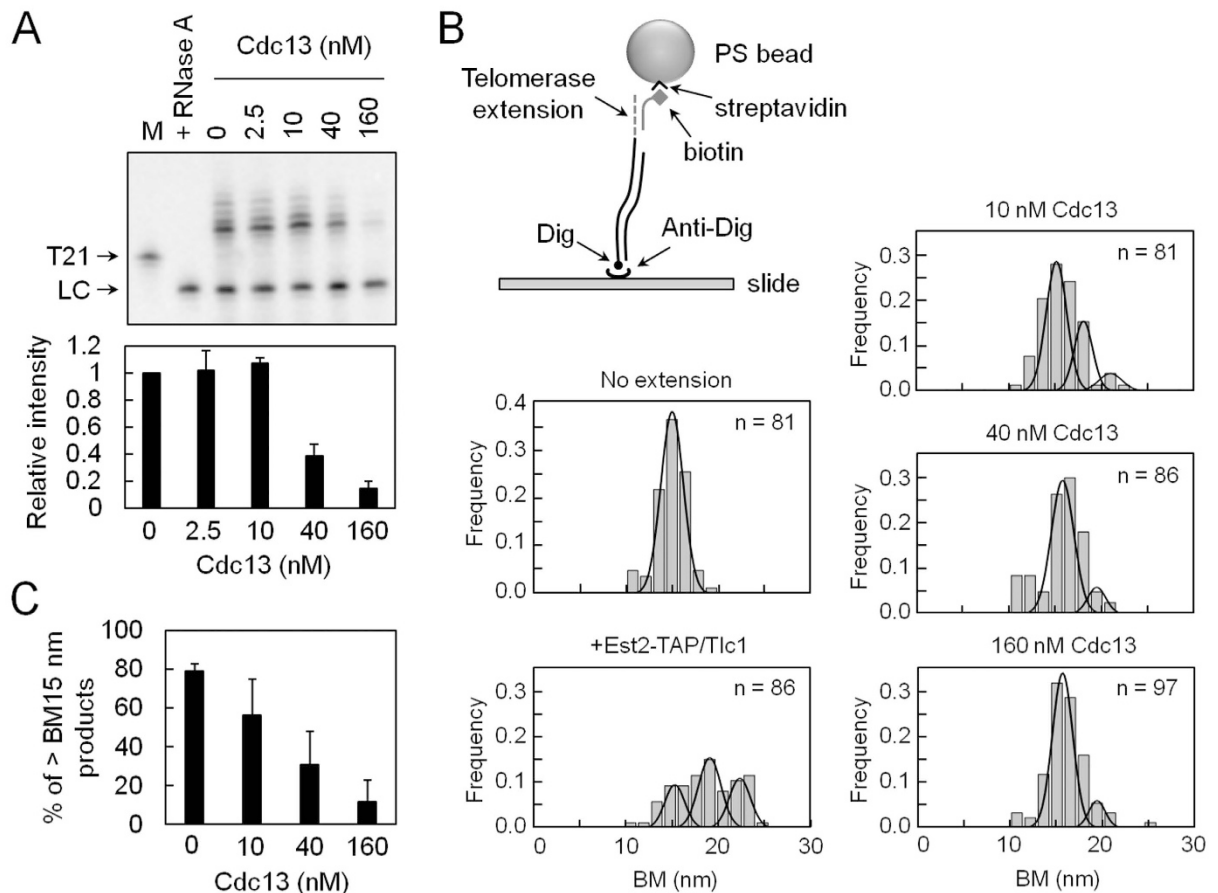 A
+ RNase A
Cdc13 (nM)
M
0
2.5
10
40
160
T21
LC
1.2
1
0.8
0.6
0.4
0.2
0
Relative intensity
0 2.5 10 40 160
Cdc13 (nM)
B
PS bead
Telomerase
extension
streptavidin
biotin
Dig
Anti-Dig
slide
No extension
n = 81
0.4
0.3
0.2
0.1
0.0
Frequency
+Est2-TAP/Tlc1
n = 86
0.3
0.2
0.1
0.0
Frequency
0 10 20 30
BM (nm)
10 nM Cdc13
n = 81
0.3
0.2
0.1
0.0
Frequency
40 nM Cdc13
n = 86
0.3
0.2
0.1
0.0
Frequency
160 nM Cdc13
n = 97
0.3
0.2
0.1
0.0
Frequency
0 10 20 30
BM (nm)
C
100
80
60
40
20
0
% of > BM15 nm
products
0 10 40 160
Cdc13 (nM)